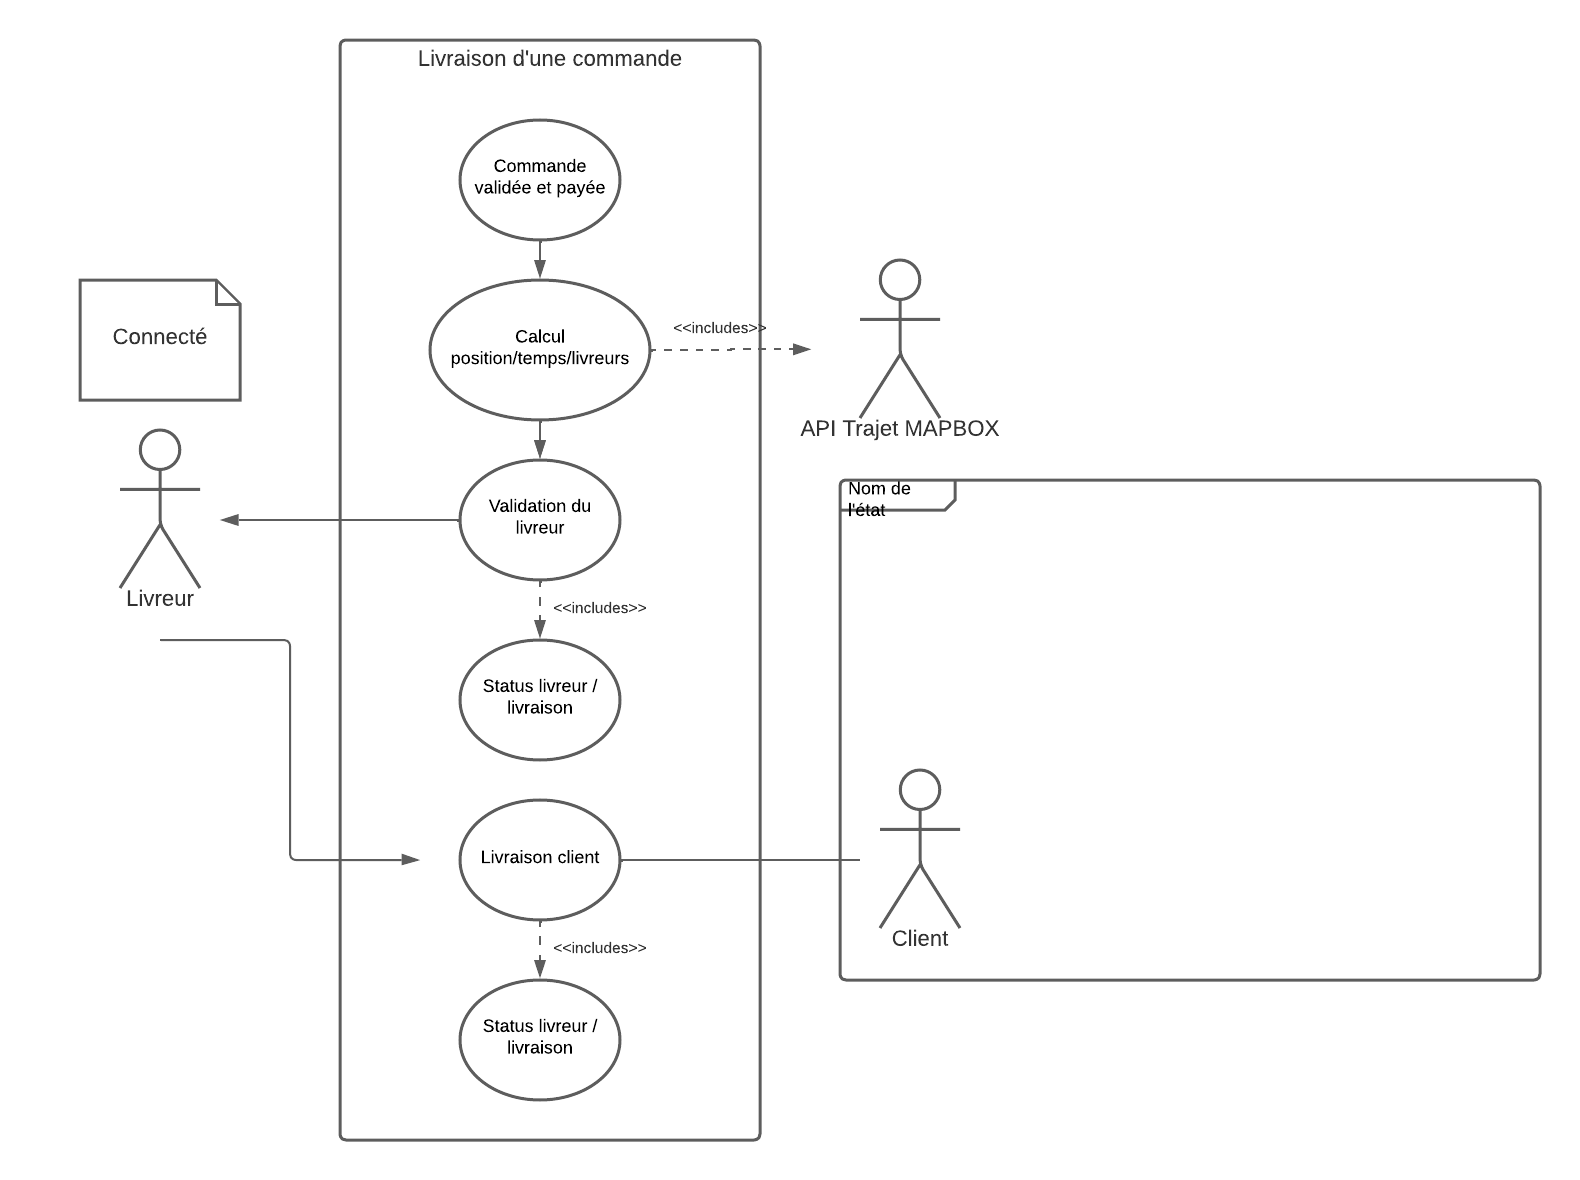 Livraison d'une commande
Commande
validée et payée
Connecté
Calcul
position/temps/livreurs
<<includes>>
API Trajet MAPBOX
Livreur
Validation du
livreur
Nom de
l'état
<<includes>>
Status livreur /
livraison
Livraison client
Client
<<includes>>
Status livreur /
livraison